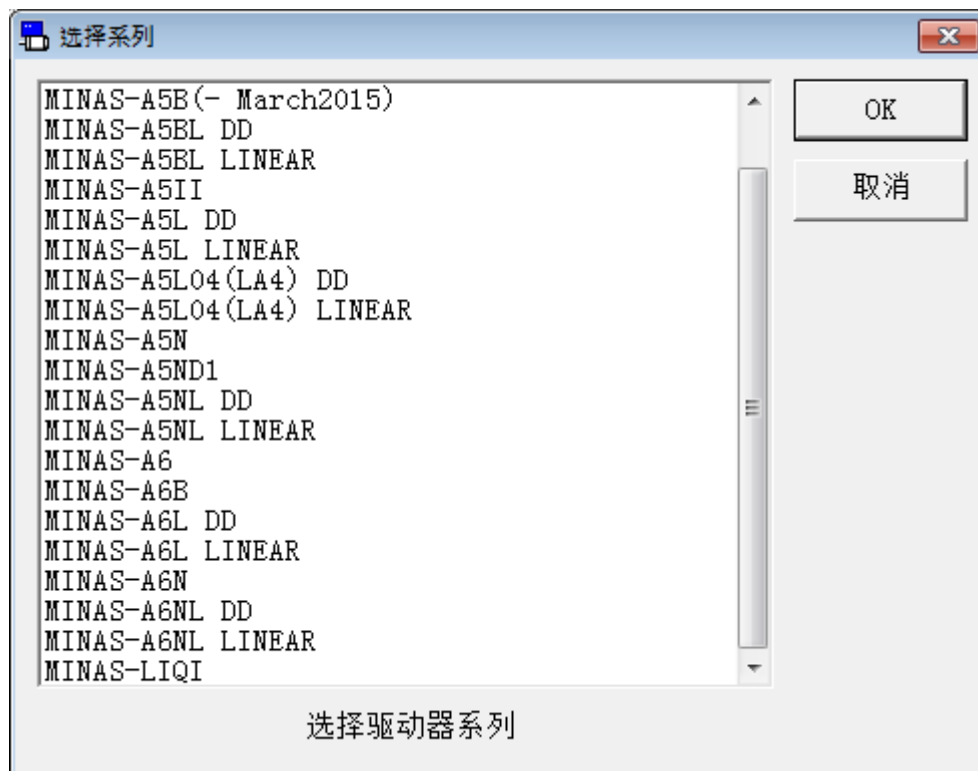 选择系列
MINAS-A5B(- March2015)
MINAS-A5BL DD
MINAS-A5BL LINEAR
MINAS-A5II
MINAS-A5L DD
MINAS-A5L LINEAR
MINAS-A5L04(LA4) DD
MINAS-A5L04(LA4) LINEAR
MINAS-A5N
MINAS-A5ND1
MINAS-A5NL DD
MINAS-A5NL LINEAR
MINAS-A6
MINAS-A6B
MINAS-A6L DD
MINAS-A6L LINEAR
MINAS-A6N
MINAS-A6NL DD
MINAS-A6NL LINEAR
MINAS-LIQI
OK
取消
选择驱动器系列